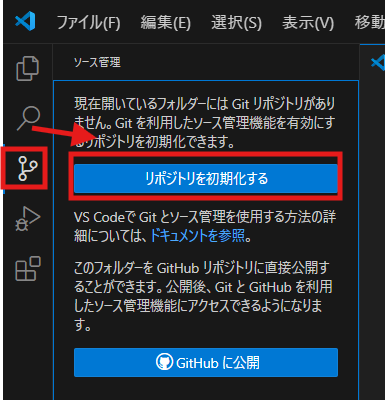 ファイル(F) 編集(E) 選択(S) 表示(V) 移動
ソース管理
現在開いているフォルダーには Git リポジトリがあり
ません。Git を利用したソース管理機能を有効にす
るリポジトリを初期化できます。
リポジトリを初期化する
VS Codeで Git とソース管理を使用する方法の詳
細については、ドキュメントを参照。
このフォルダーを GitHub リポジトリに直接公開す
ることができます。公開後、Git と GitHub を利用
したソース管理機能にアクセスできるようになりま
す。
GitHub に公開